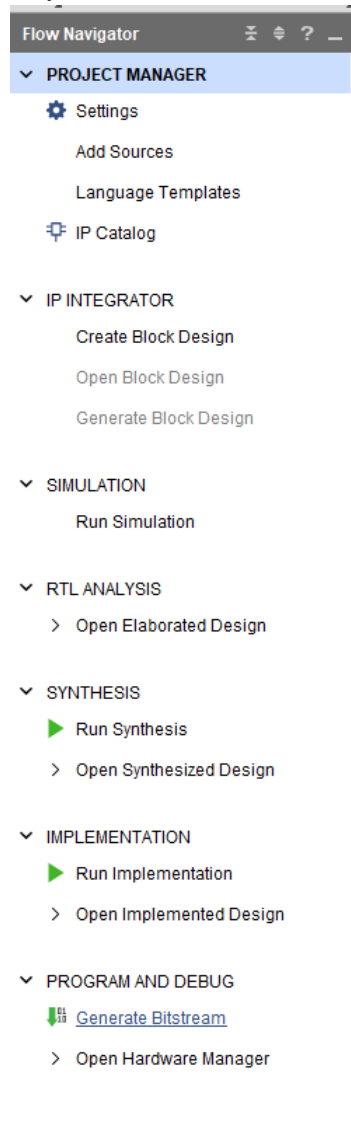 Flow Navigator ?
PROJECT MANAGER
Settings
Add Sources
Language Templates
IP Catalog
IP INTEGRATOR
Create Block Design
Open Block Design
Generate Block Design
SIMULATION
Run Simulation
RTL ANALYSIS
Open Elaborated Design
SYNTHESIS
Run Synthesis
Open Synthesized Design
IMPLEMENTATION
Run Implementation
Open Implemented Design
PROGRAM AND DEBUG
Generate Bitstream
Open Hardware Manager